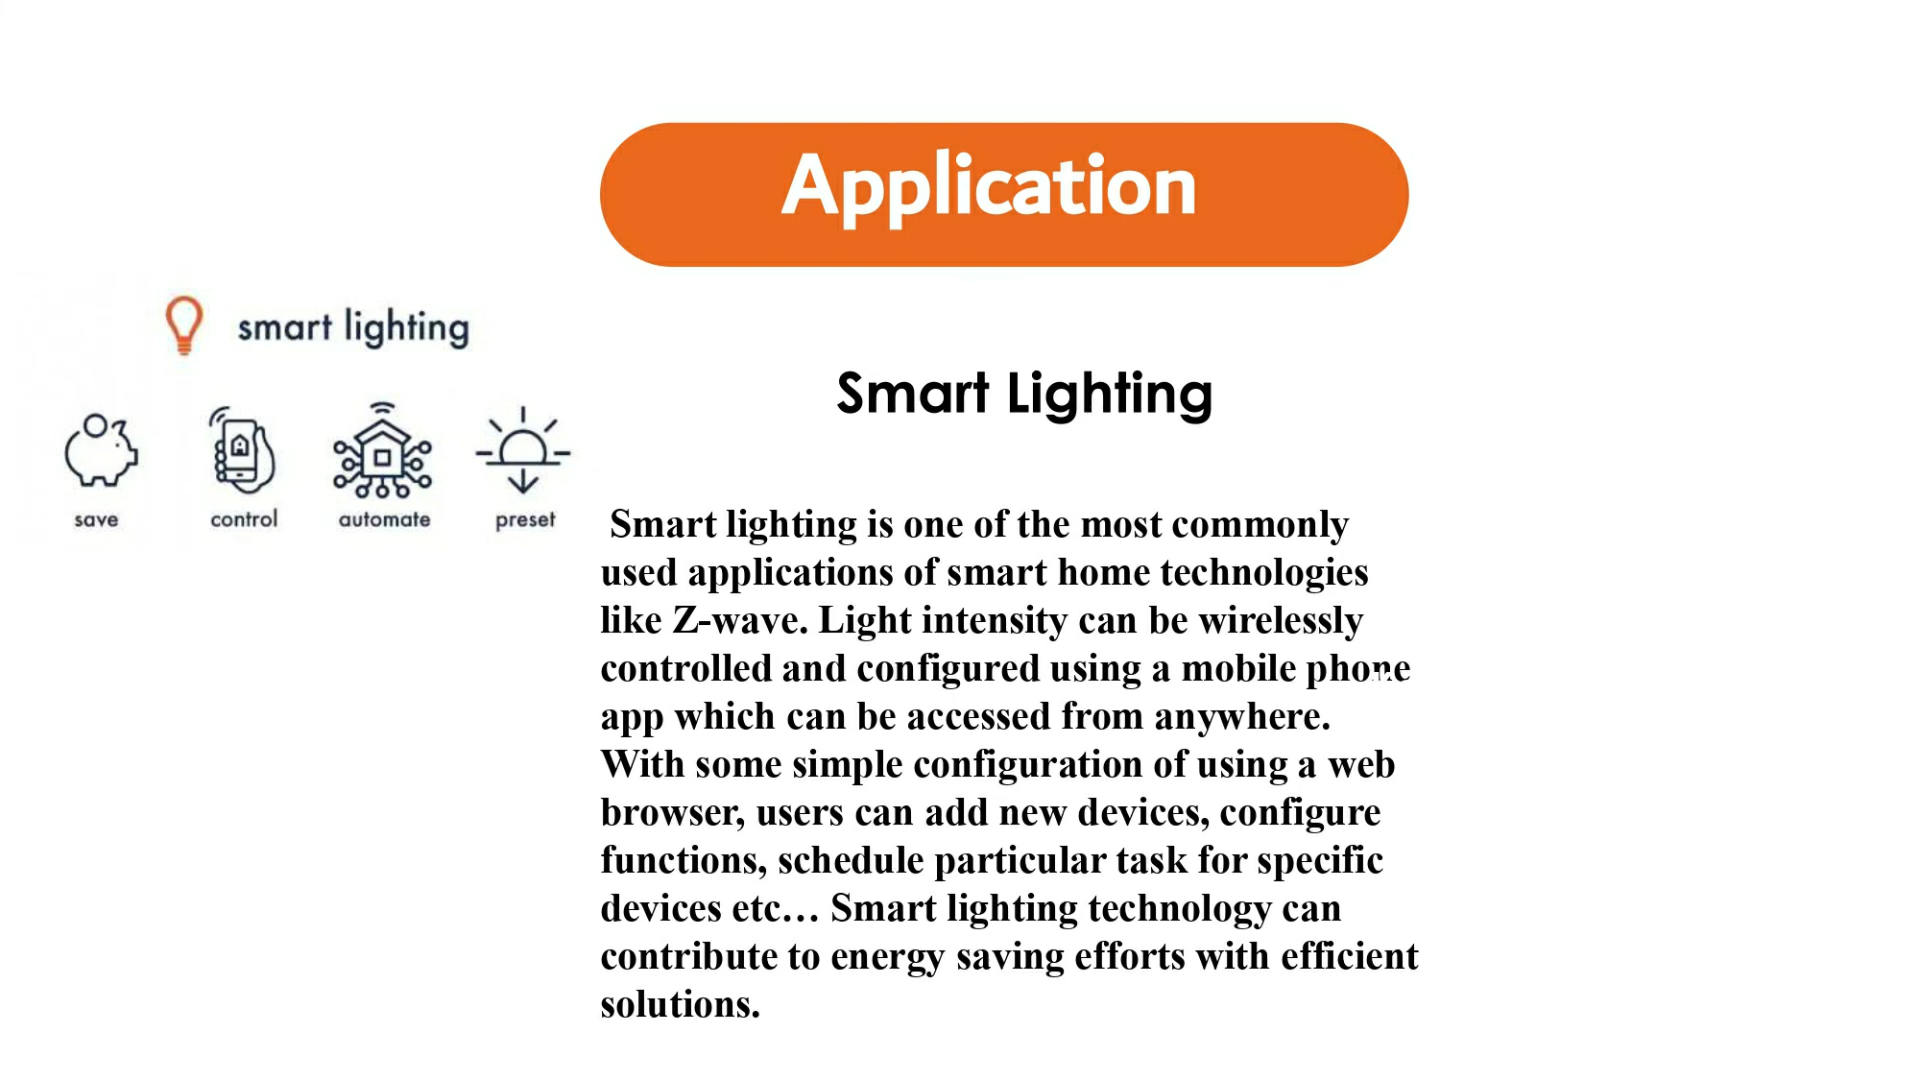 Application
smart lighting
save control automate preset
Smart Lighting
Smart lighting is one of the most commonly
used applications of smart home technologies
like Z-wave. Light intensity can be wirelessly
controlled and configured using a mobile phone
app which can be accessed from anywhere.
With some simple configuration of using a web
browser, users can add new devices, configure
functions, schedule particular task for specific
devices etc… Smart lighting technology can
contribute to energy saving efforts with efficient
solutions.